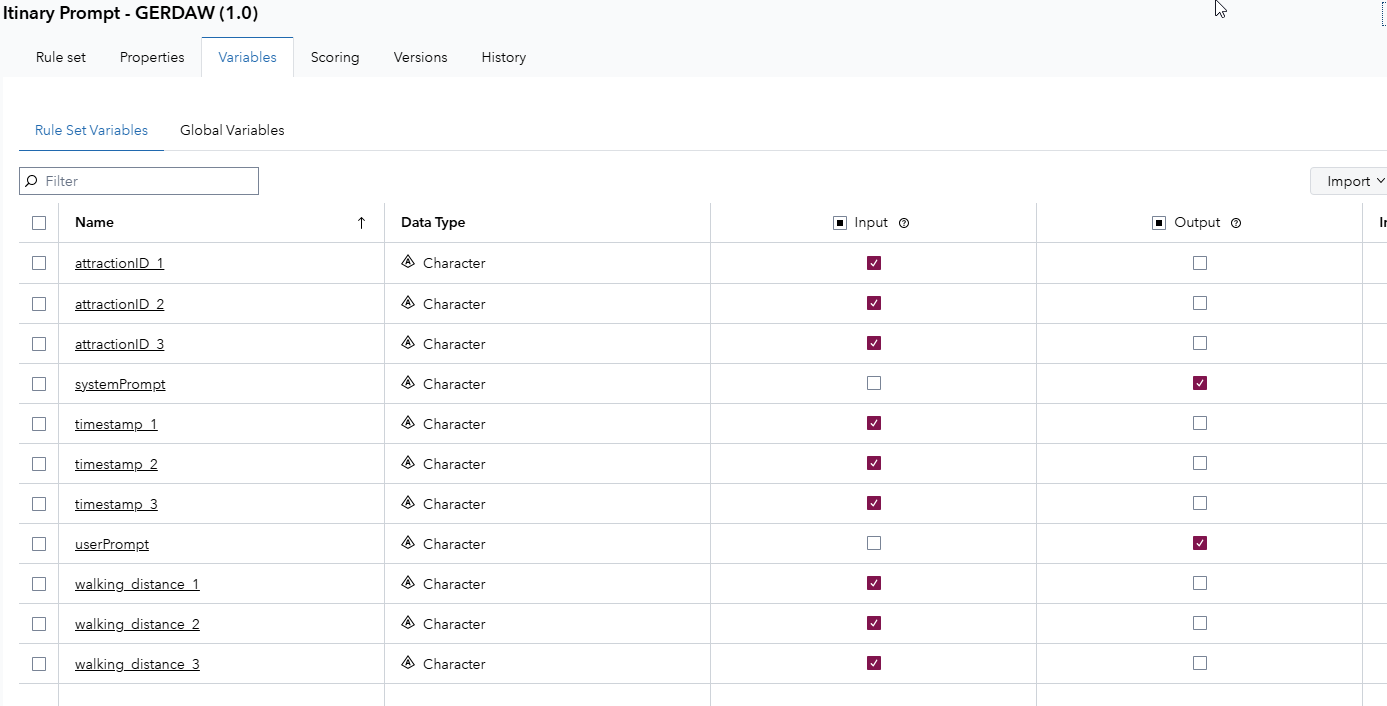 Itinary Prompt - GERDAW (1.0)
Rule set Properties Variables Scoring Versions History
Rule Set Variables Global Variables
Filter
Import
Name Data Type Input Output
attractionID_1 Character
attractionID_2 Character
attractionID_3 Character
systemPrompt Character
timestamp_1 Character
timestamp_2 Character
timestamp_3 Character
userPrompt Character
walking_distance_1 Character
walking_distance_2 Character
walking_distance_3 Character